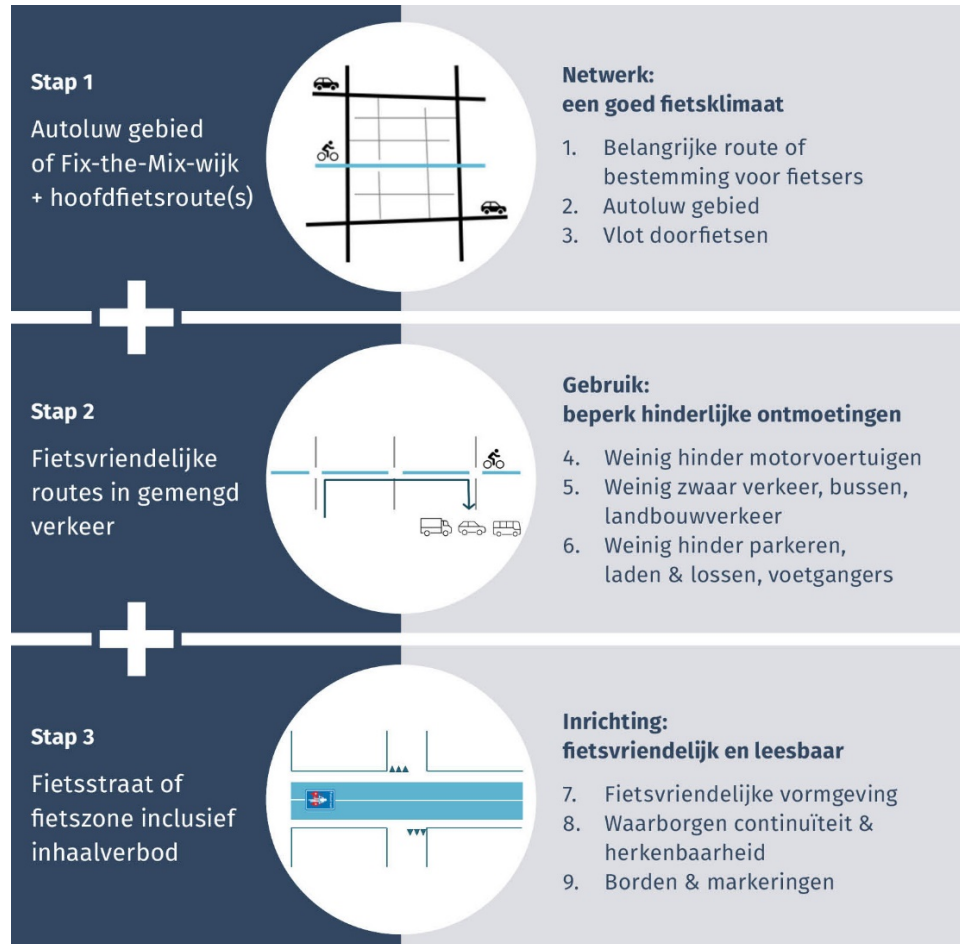 Stap 1
Autoluw gebied
of Fix-the-Mix-wijk
+ hoofdfietsroute(s)
Netwerk:
een goed fietsklimaat
1. Belangrijke route of
bestemming voor fietsers
2. Autoluw gebied
3. Vlot doorfietsen
Stap 2
Fietsvriendelijke
routes in gemengd
verkeer
Gebruik:
beperk hinderlijke ontmoetingen
4. Weinig hinder motorvoertuigen
5. Weinig zwaar verkeer, bussen,
landbouwverkeer
6. Weinig hinder parkeren,
laden & lossen, voetgangers
Stap 3
Fietsstraat of
fietszone inclusief
inhaalverbod
Inrichting:
fietsvriendelijk en leesbaar
7. Fietsvriendelijke vormgeving
8. Waarborgen continuïteit &
herkenbaarheid
9. Borden & markeringen